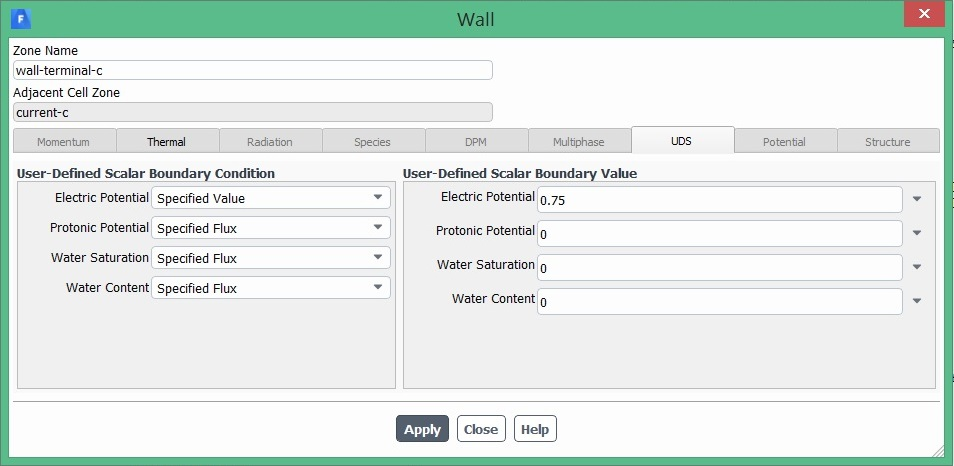 F
Wall
Zone Name
wall-terminal-c
Adjacent Cell Zone
current-c
Momentum Thermal Radiation Species DPM Multiphase UDS Potential Structure
User-Defined Scalar Boundary Condition
Electric Potential Specified Value
Protonic Potential Specified Flux
Water Saturation Specified Flux
Water Content Specified Flux
User-Defined Scalar Boundary Value
Electric Potential 0.75
Protonic Potential 0
Water Saturation 0
Water Content 0
Apply Close Help